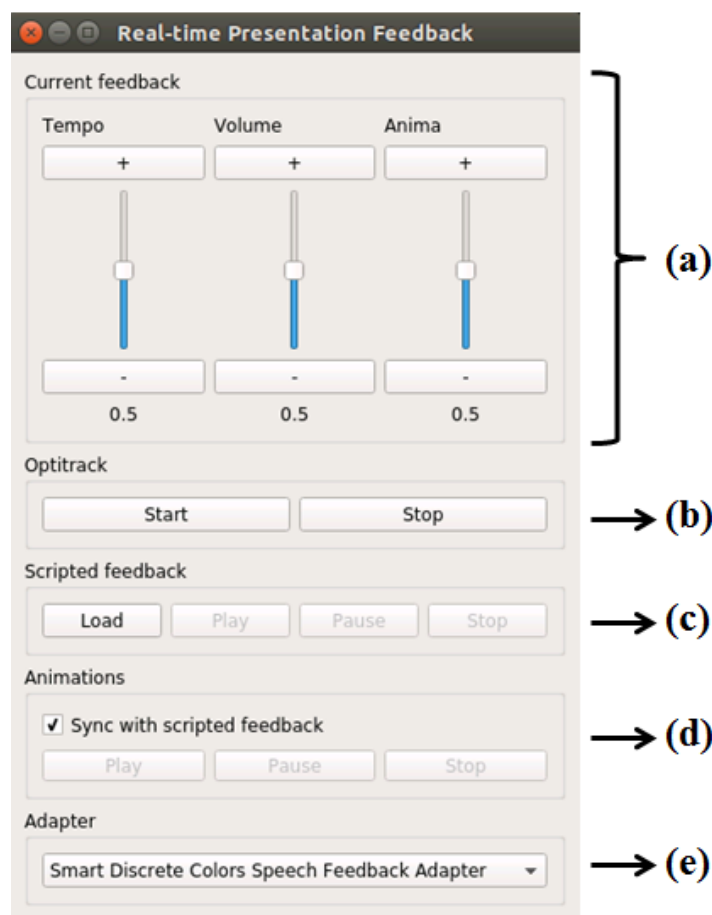 Real-time Presentation Feedback
Current feedback
Tempo Volume Anima
+ + +
(a)
- - -
0.5 0.5 0.5
Optitrack
Start Stop
(b)
Scripted feedback
Load Play Pause Stop
(c)
Animations
Sync with scripted feedback
(d)
Play Pause Stop
Adapter
Smart Discrete Colors Speech Feedback Adapter
(e)